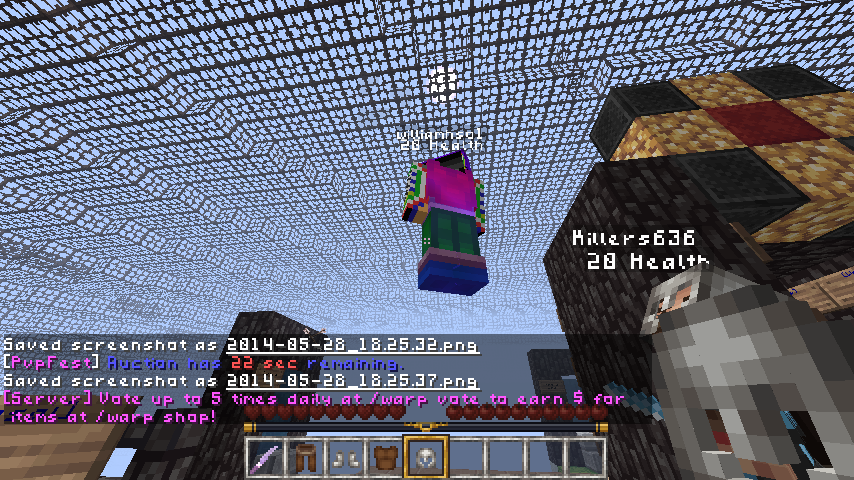 20 Health
Killers636
20 Health
Saved screenshot as 2014-05-28_18.25.32.png
[PvpFest] Auction has 22 sec remaining.
Saved screenshot as 2014-05-28_18.25.37.png
[Server] Vote up to 5 times daily at /warp vote to earn $ for
items at /warp shop!